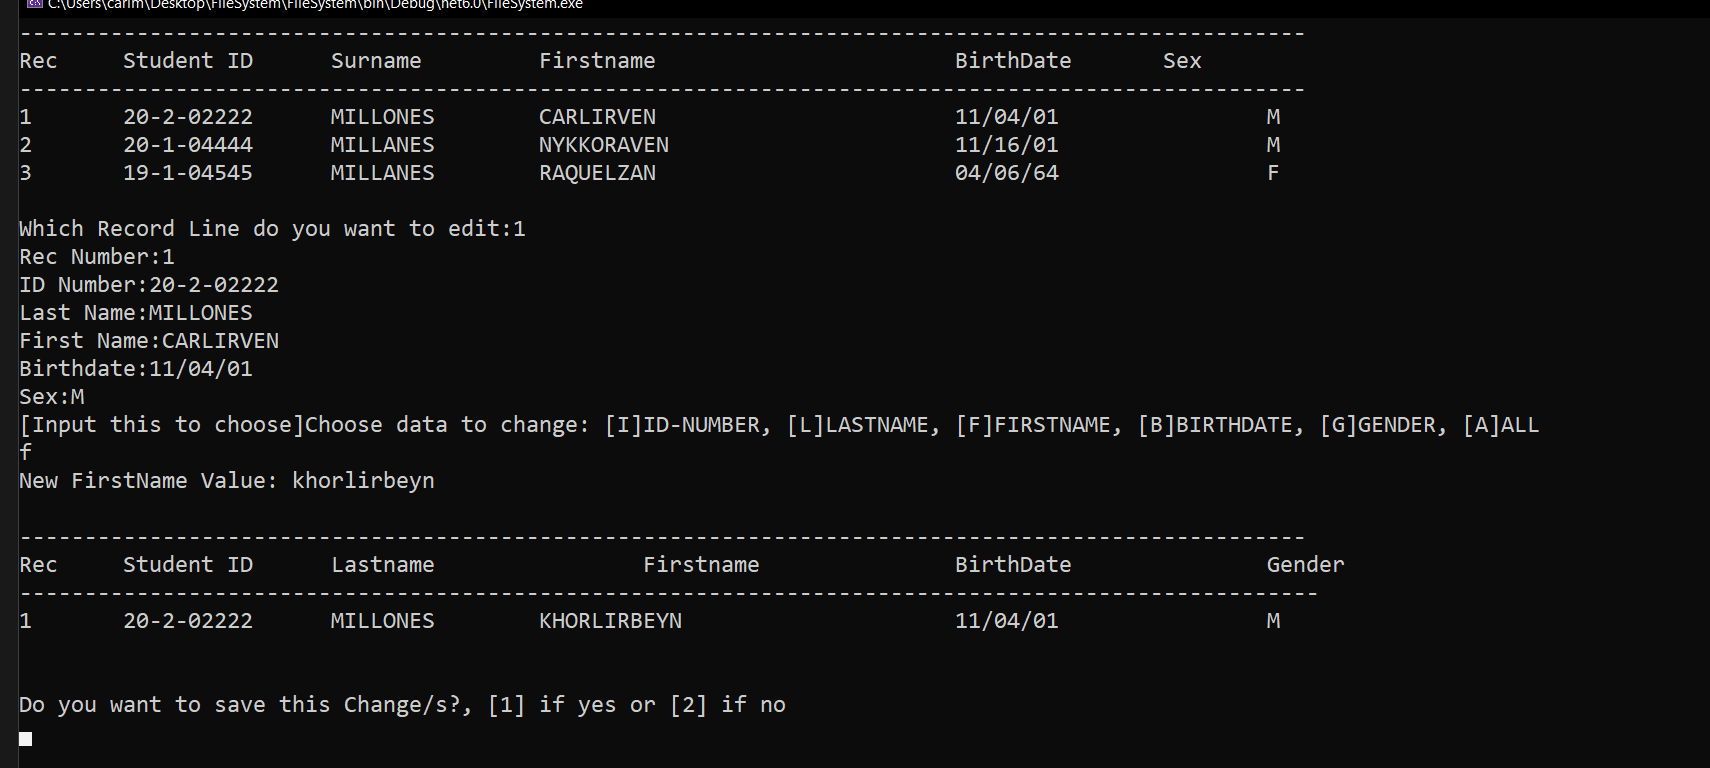 C:\Users\carlm\Desktop\FileSystem\FileSystem\bin\Debug\net6.0\FileSystem.exe
---------------------------------------------------------------------------------------------------
Rec Student ID Surname Firstname BirthDate Sex
---------------------------------------------------------------------------------------------------
1 20-2-02222 MILLONES CARLIRVEN 11/04/01 M
2 20-1-04444 MILLANES NYKKORAVEN 11/16/01 M
3 19-1-04545 MILLANES RAQUELZAN 04/06/64 F
Which Record Line do you want to edit:1
Rec Number:1
ID Number:20-2-02222
Last Name:MILLONES
First Name:CARLIRVEN
Birthdate:11/04/01
Sex:M
[Input this to choose]Choose data to change: [I]ID-NUMBER, [L]LASTNAME, [F]FIRSTNAME, [B]BIRTHDATE, [G]GENDER, [A]ALL
f
New FirstName Value: khorlirbeyn
---------------------------------------------------------------------------------------------------
Rec Student ID Lastname Firstname BirthDate Gender
----------------------------------------------------------------------------------------------------
1 20-2-02222 MILLONES KHORLIRBEYN 11/04/01 M
Do you want to save this Change/s?, [1] if yes or [2] if no